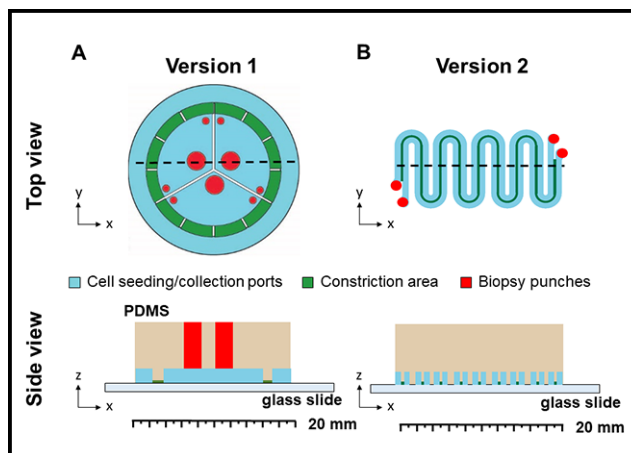 A
Version 1
B
Version 2
Top view
y
x
y
x
Cell seeding/collection ports
Constriction area
Biopsy punches
Side view
PDMS
z
x
glass slide
20 mm
z
x
glass slide
20 mm